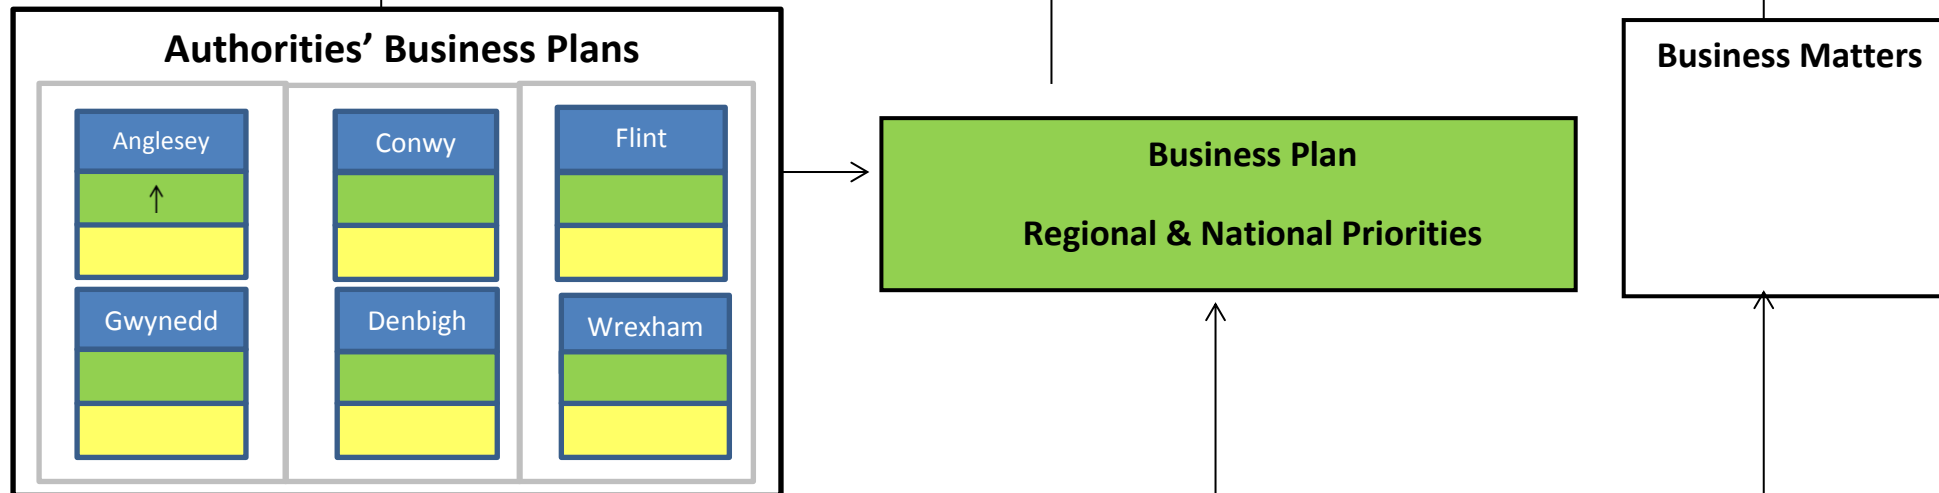 Authorities’ Business Plans
Anglesey
Conwy
Flint
Gwynedd
Denbigh
Wrexham
Business Plan
Regional & National Priorities
Business Matters